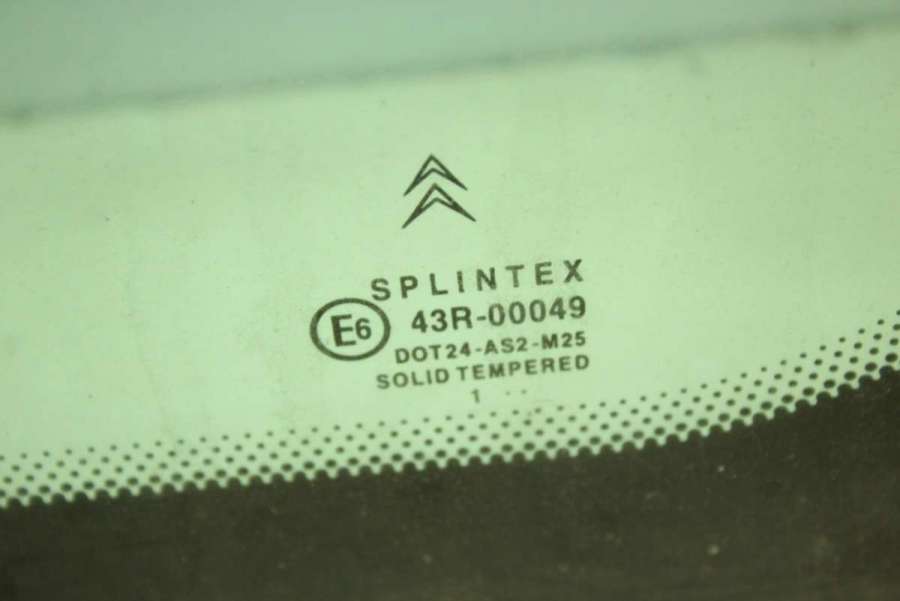 SPLINTEX
E6 43R-00049
DOT24-AS2-M25
SOLID TEMPERED
1 ··